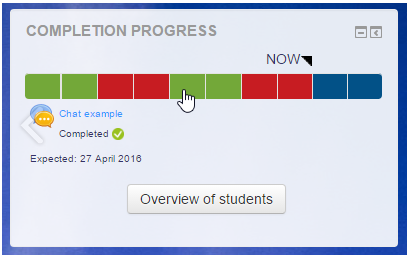 COMPLETION PROGRESS
NOW
Chat example
Completed
Expected: 27 April 2016
Overview of students